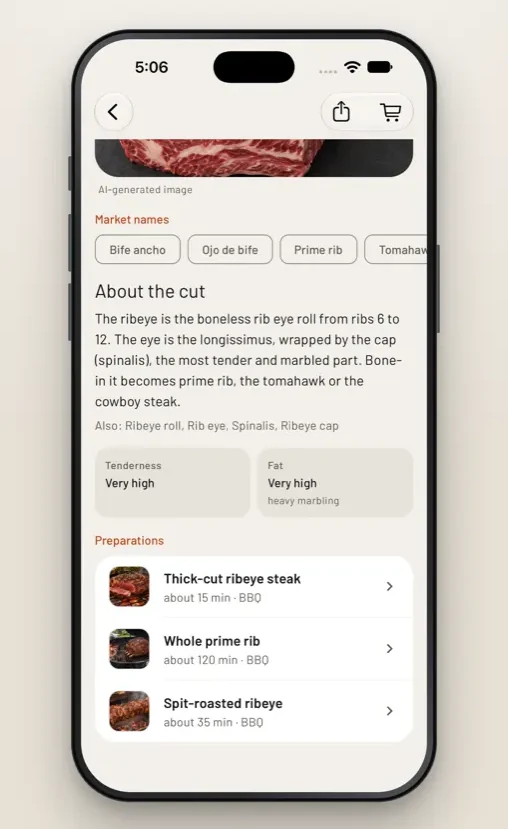 5:06
AI-generated image
Market names
Bife ancho
Ojo de bife
Prime rib
Tomahaw
About the cut
The ribeye is the boneless rib eye roll from ribs 6 to
12. The eye is the longissimus, wrapped by the cap
(spinalis), the most tender and marbled part. Bone-
in it becomes prime rib, the tomahawk or the
cowboy steak.
Also: Ribeye roll, Rib eye, Spinalis, Ribeye cap
Tenderness
Very high
Fat
Very high
heavy marbling
Preparations
Thick-cut ribeye steak
about 15 min · BBQ
Whole prime rib
about 120 min · BBQ
Spit-roasted ribeye
about 35 min · BBQ